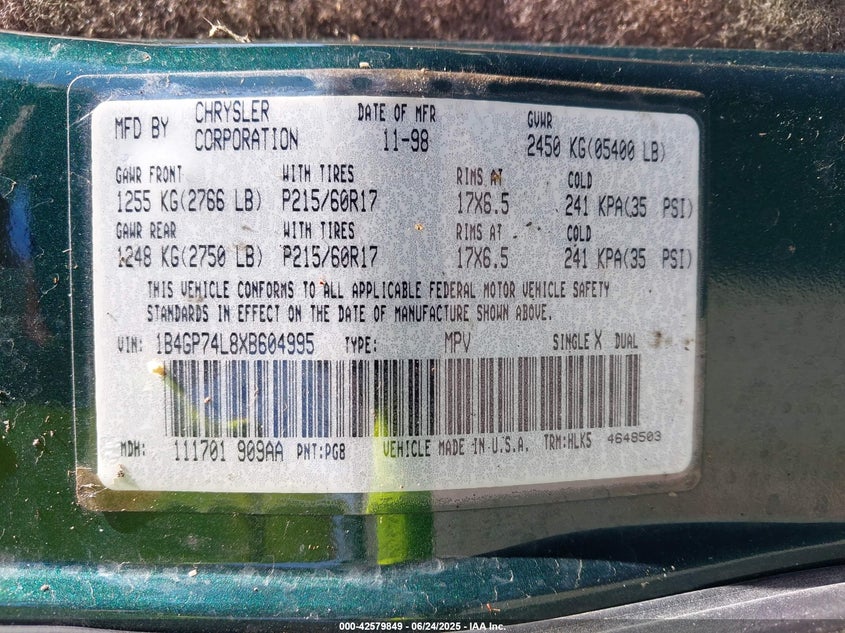 MFD BY CHRYSLER CORPORATION DATE OF MFR 11-98 GVWR 2450 KG(05400 LB)
GAWR FRONT WITH TIRES RIMS AT COLD
1255 KG(2766 LB) P215/60R17 17X6.5 241 KPA(35 PSI)
GAWR REAR WITH TIRES RIMS AT COLD
1248 KG(2750 LB) P215/60R17 17X6.5 241 KPA(35 PSI)
THIS VEHICLE CONFORMS TO ALL APPLICABLE FEDERAL MOTOR VEHICLE SAFETY
STANDARDS IN EFFECT ON THE DATE OF MANUFACTURE SHOWN ABOVE.
VIN: 1B4GP74L8XB604995 TYPE: MPV SINGLE X DUAL
MDH: 111701 909AA PNT:PG8 VEHICLE MADE IN U.S.A. TRM:HLK5 4648503
000-42579849 - 06/24/2025 - IAA Inc.